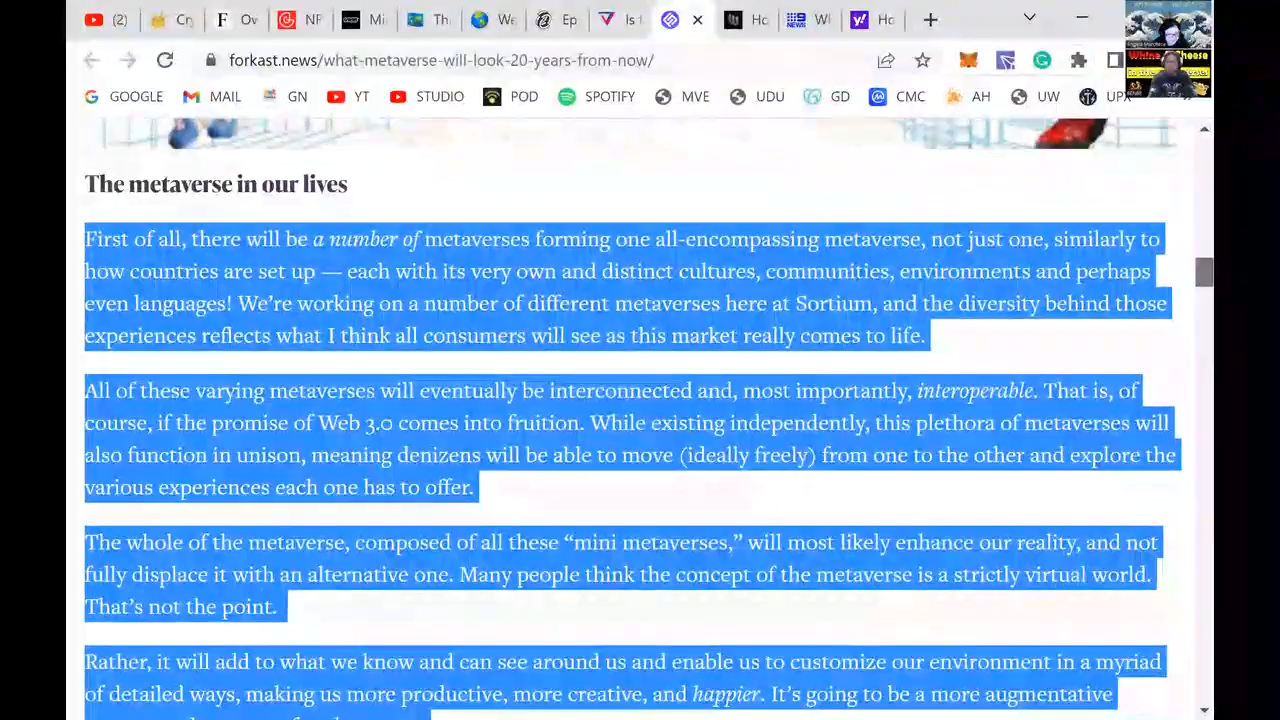 (2)
Cr
Ov
NF
Mi
Th
We
Ep
Is
Ho
WI
Ho
forkast.news/what-metaverse-will-look-20-years-from-now/
GOOGLE
MAIL
GN
YT
STUDIO
POD
SPOTIFY
MVE
UDU
GD
CMC
AH
UW
UPX
The metaverse in our lives
First of all, there will be a number of metaverses forming one all-encompassing metaverse, not just one, similarly to
how countries are set up — each with its very own and distinct cultures, communities, environments and perhaps
even languages! We’re working on a number of different metaverses here at Sortium, and the diversity behind those
experiences reflects what I think all consumers will see as this market really comes to life.
All of these varying metaverses will eventually be interconnected and, most importantly, interoperable. That is, of
course, if the promise of Web 3.0 comes into fruition. While existing independently, this plethora of metaverses will
also function in unison, meaning denizens will be able to move (ideally freely) from one to the other and explore the
various experiences each one has to offer.
The whole of the metaverse, composed of all these “mini metaverses,” will most likely enhance our reality, and not
fully displace it with an alternative one. Many people think the concept of the metaverse is a strictly virtual world.
That’s not the point.
Rather, it will add to what we know and can see around us and enable us to customize our environment in a myriad
of detailed ways, making us more productive, more creative, and happier. It’s going to be a more augmentative